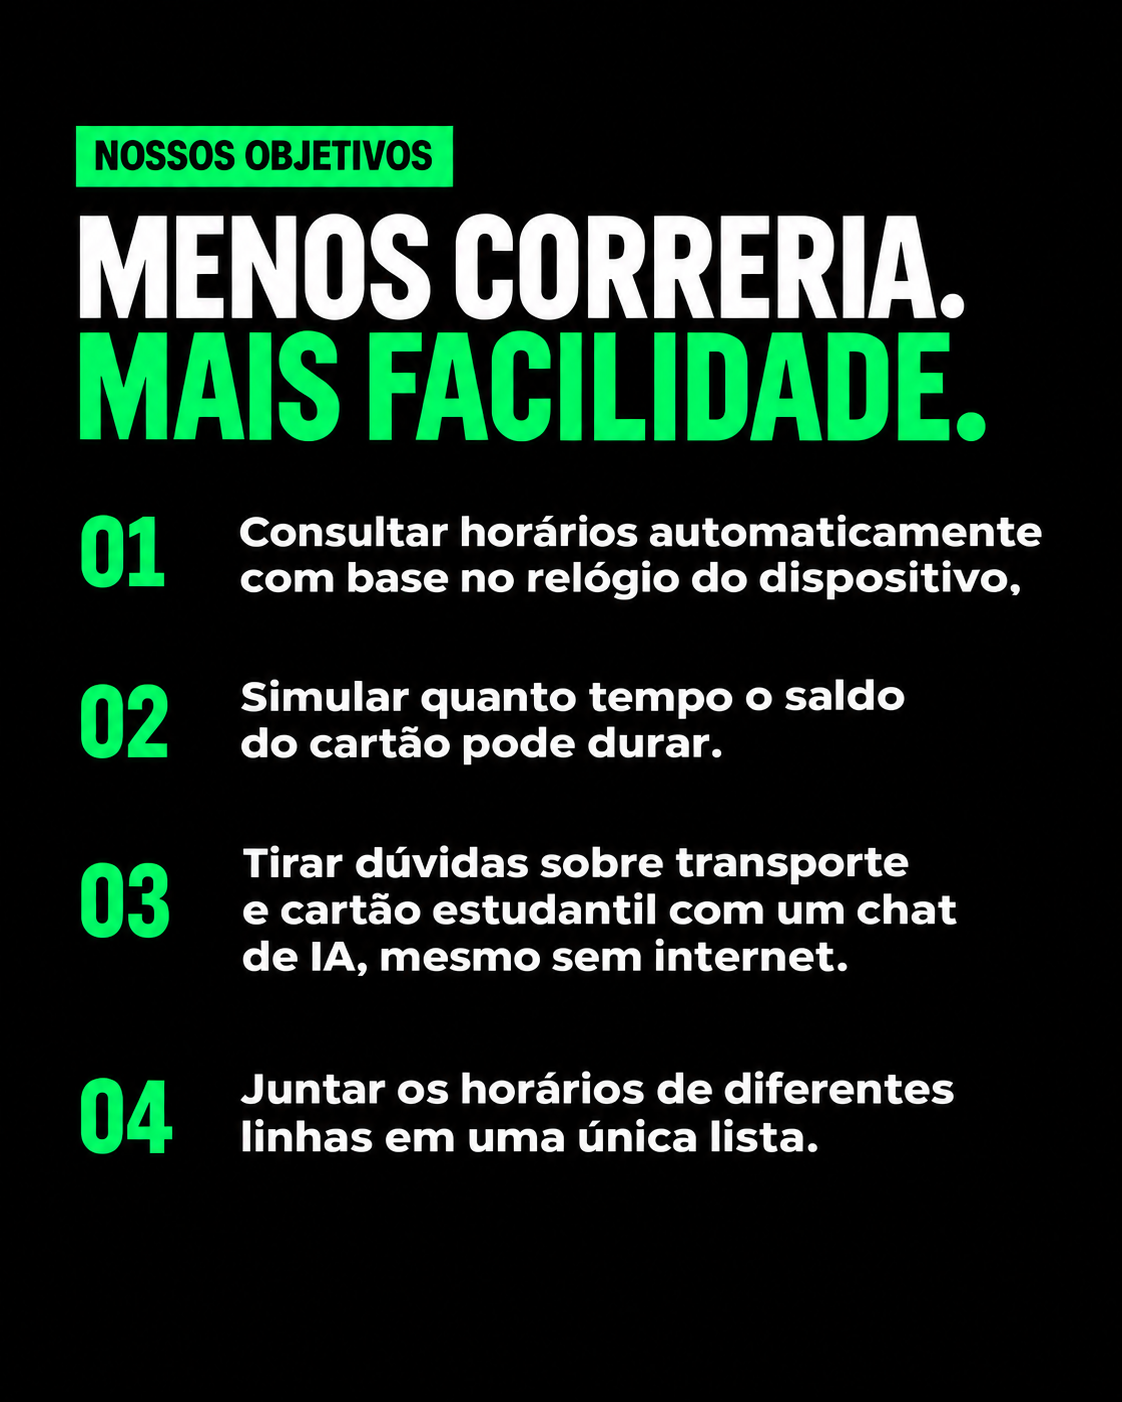 NOSSOS OBJETIVOS
MENOS CORRERIA.
MAIS FACILIDADE.
01
Consultar horários automaticamente
com base no relógio do dispositivo,
02
Simular quanto tempo o saldo
do cartão pode durar.
03
Tirar dúvidas sobre transporte
e cartão estudantil com um chat
de IA, mesmo sem internet.
04
Juntar os horários de diferentes
linhas em uma única lista.